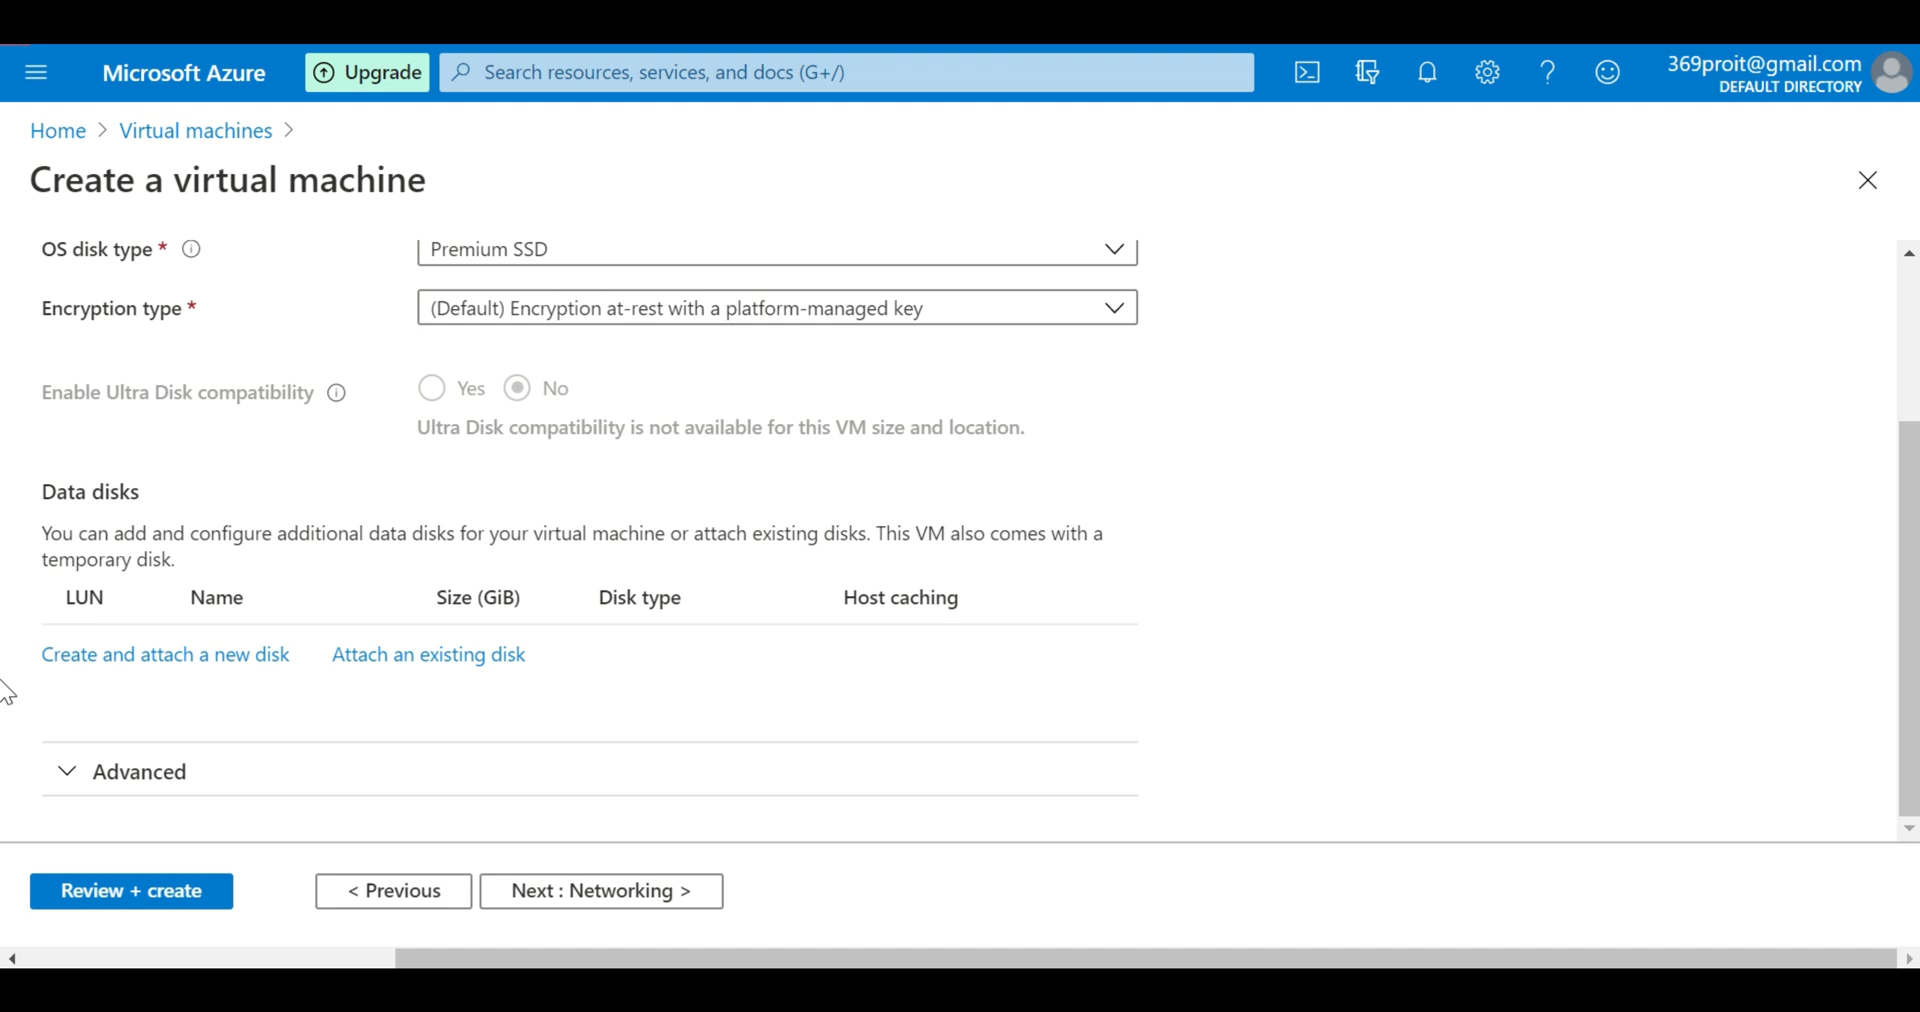 Microsoft Azure
Upgrade
Search resources, services, and docs (G+/)
369proit@gmail.com
DEFAULT DIRECTORY
Home > Virtual machines >
Create a virtual machine
OS disk type *
Premium SSD
Encryption type *
(Default) Encryption at-rest with a platform-managed key
Enable Ultra Disk compatibility
Yes
No
Ultra Disk compatibility is not available for this VM size and location.
Data disks
You can add and configure additional data disks for your virtual machine or attach existing disks. This VM also comes with a
temporary disk.
LUN Name Size (GiB) Disk type Host caching
Create and attach a new disk Attach an existing disk
Advanced
Review + create
< Previous
Next : Networking >